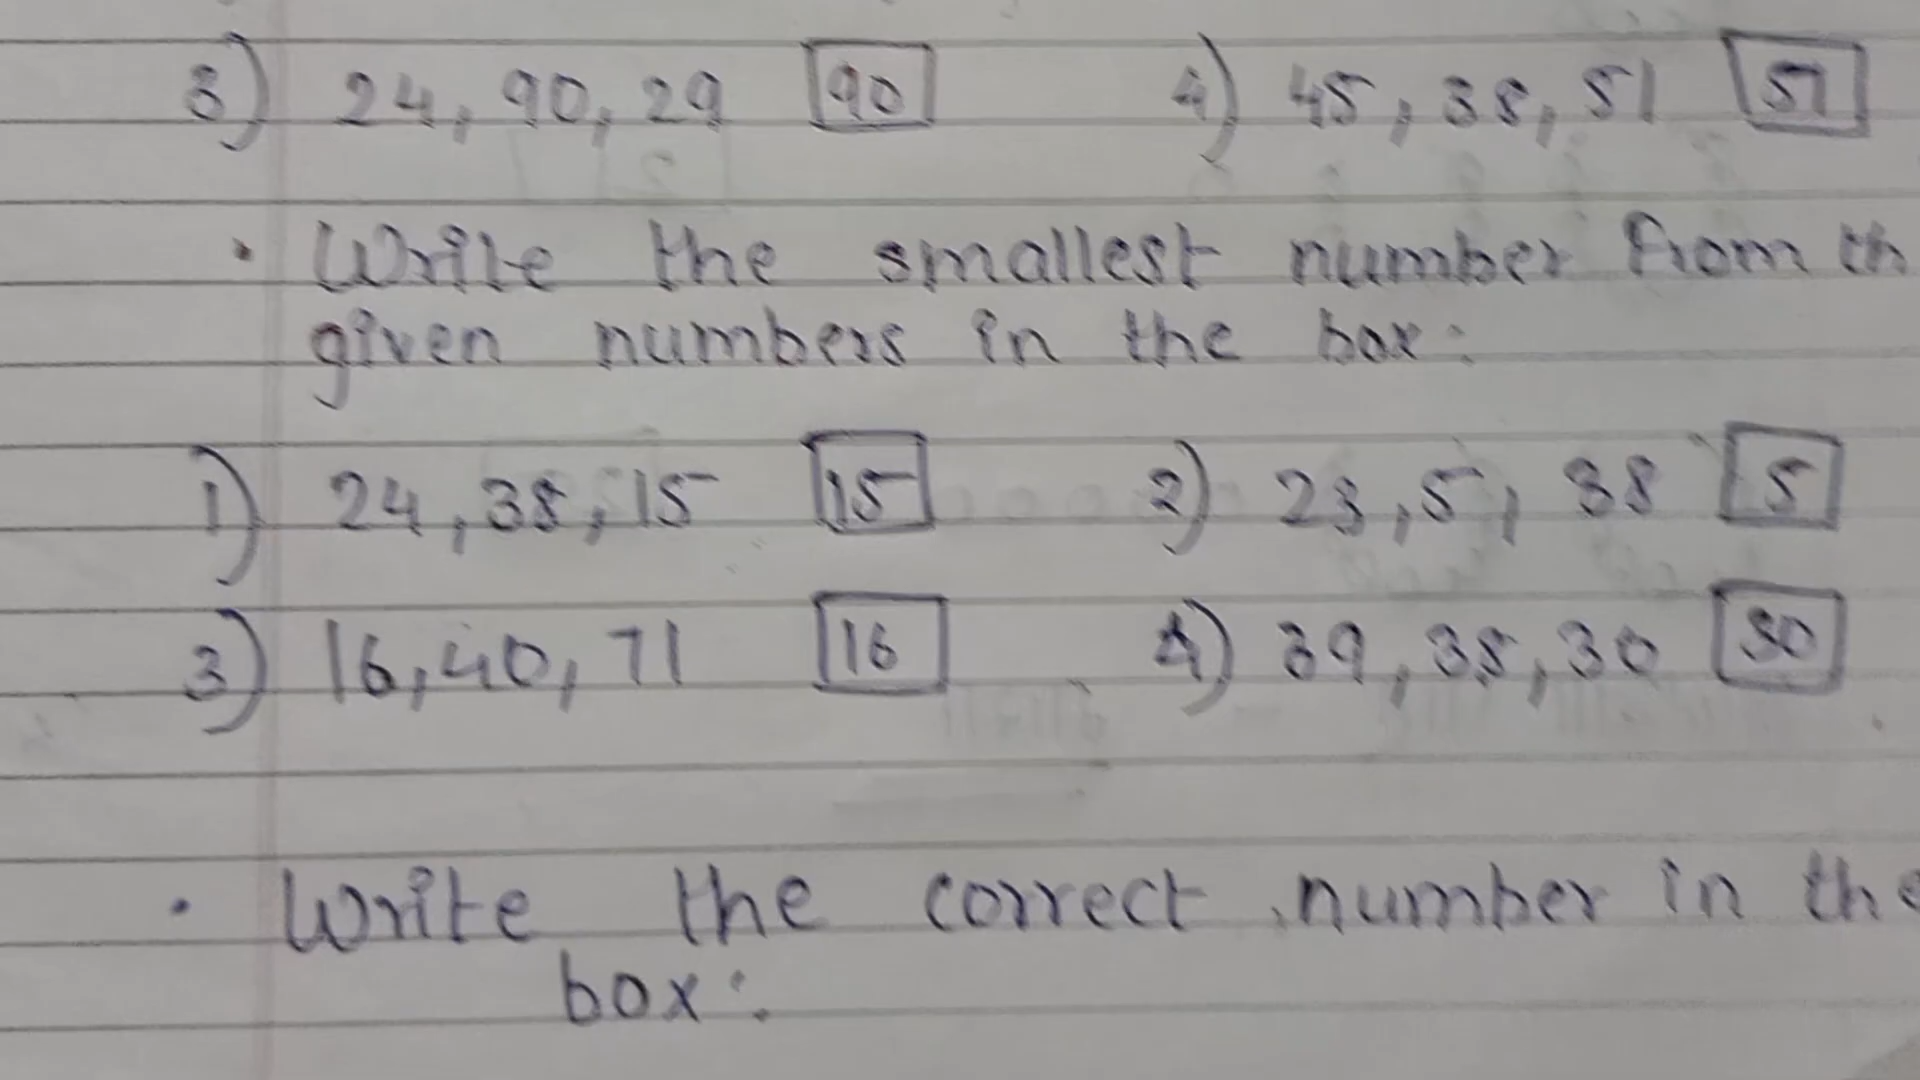 3) 24, 90, 29 90 4) 45, 38, 51 51
• Write the smallest number from th
given numbers in the box:
1) 24, 38, 15 15 2) 23, 5, 38 5
3) 16, 40, 71 16 4) 39, 38, 30 30
• Write the correct number in the
box: